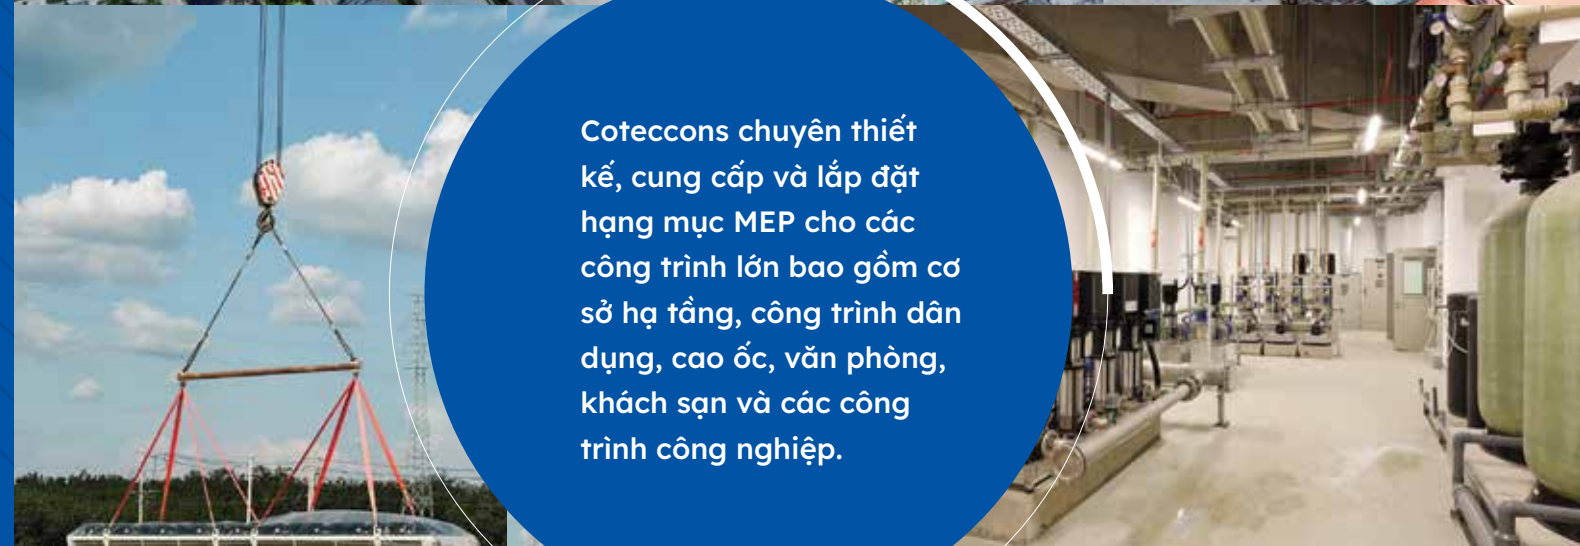 Coteccons chuyên thiết
kế, cung cấp và lắp đặt
hạng mục MEP cho các
công trình lớn bao gồm cơ
sở hạ tầng, công trình dân
dụng, cao ốc, văn phòng,
khách sạn và các công
trình công nghiệp.